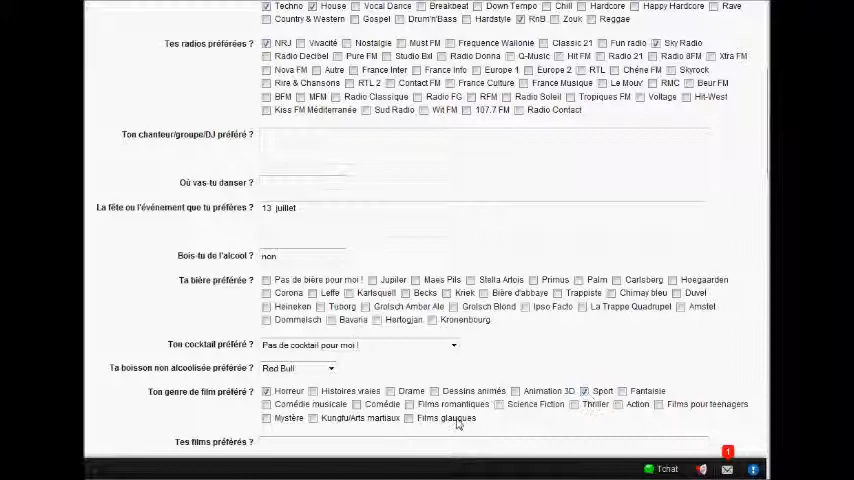 Techno House Vocal Dance Breakbeat Down Tempo Chill Hardcore Happy Hardcore Rave
Country & Western Gospel Drum'n'Bass Hardstyle RnB Zouk Reggae
Tes radios préférées ? NRJ Vivacité Nostalgie Must FM Fréquence Wallonie Classic 21 Fun radio Sky Radio
Radio Decibel Pure FM Studio Bxl Radio Donna Q-Music Hit FM Radio 21 Radio 8FM Xtra FM
Nova FM Autre France Inter France Info Europe 1 Europe 2 RTL Chérie FM Skyrock
Rire & Chansons RTL 2 Contact FM France Culture France Musique Le Mouv' RMC Beur FM
BFM MFM Radio Classique Radio FG RFM Radio Soleil Tropiques FM Voltage Hit-West
Kiss FM Méditerranée Sud Radio Wit FM 107.7 FM Radio Contact
Ton chanteur/groupe/DJ préféré ?
Où vas-tu danser ?
La fête ou l'événement que tu préfères ? 13 juillet
Bois-tu de l'alcool ? non
Ta bière préférée ? Pas de bière pour moi ! Jupiler Maes Pils Stella Artois Primus Palm Carlsberg Hoegaarden
Corona Leffe Karlsquell Becks Kriek Bière d'abbaye Trappiste Chimay bleu Duvel
Heineken Tuborg Grolsch Amber Ale Grolsch Blond Ipso Facto La Trappe Quadrupel Amstel
Dommelsch Bavaria Hertogjan Kronenbourg
Ton cocktail préféré ? Pas de cocktail pour moi !
Ta boisson non alcoolisée préférée ? Red Bull
Ton genre de film préféré ? Horreur Histoires vraies Drame Dessins animés Animation 3D Sport Fantaisie
Comédie musicale Comédie Films romantiques Science Fiction Thriller Action Films pour teenagers
Mystère Kungfu/Arts martiaux Films glauques
Tes films préférés ?
1
Tchat